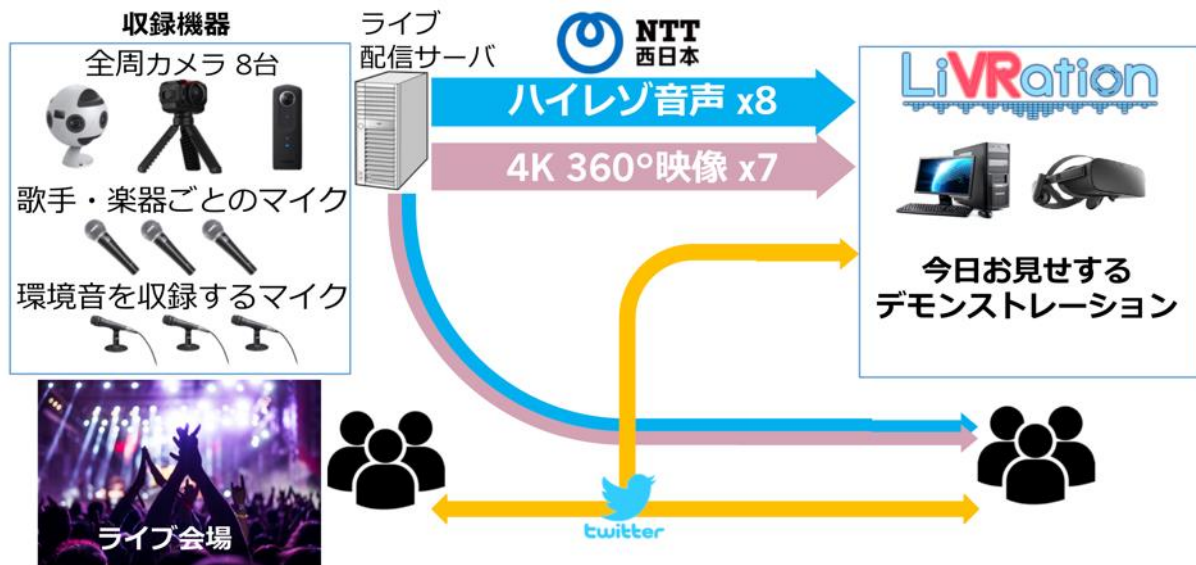 収録機器
全周カメラ 8台
歌手・楽器ごとのマイク
環境音を収録するマイク
ライブ会場
ライブ
配信サーバ
NTT
西日本
ハイレゾ音声 x8
4K 360°映像 x7
twitter
LiVRation
今日お見せする
デモンストレーション